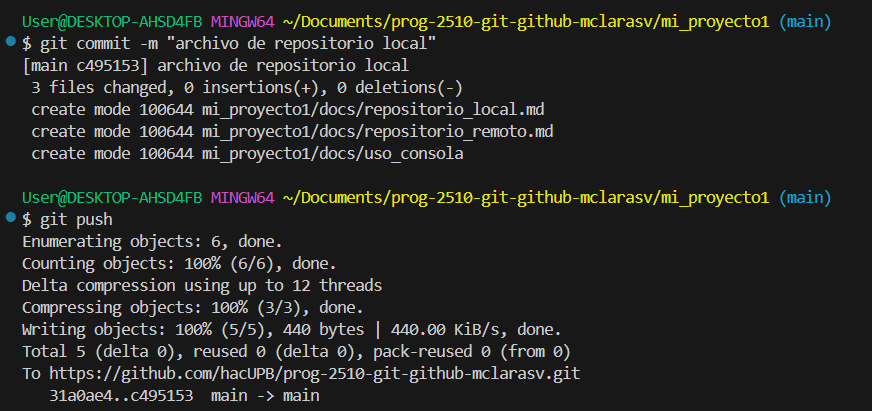 User@DESKTOP-AHSD4FB MINGW64 ~/Documents/prog-2510-git-github-mclarasv/mi_proyecto1 (main)
$ git commit -m "archivo de repositorio local"
[main c495153] archivo de repositorio local
 3 files changed, 0 insertions(+), 0 deletions(-)
 create mode 100644 mi_proyecto1/docs/repositorio_local.md
 create mode 100644 mi_proyecto1/docs/repositorio_remoto.md
 create mode 100644 mi_proyecto1/docs/uso_consola
User@DESKTOP-AHSD4FB MINGW64 ~/Documents/prog-2510-git-github-mclarasv/mi_proyecto1 (main)
$ git push
Enumerating objects: 6, done.
Counting objects: 100% (6/6), done.
Delta compression using up to 12 threads
Compressing objects: 100% (3/3), done.
Writing objects: 100% (5/5), 440 bytes | 440.00 KiB/s, done.
Total 5 (delta 0), reused 0 (delta 0), pack-reused 0 (from 0)
To https://github.com/hacUPB/prog-2510-git-github-mclarasv.git
   31a0ae4..c495153  main -> main